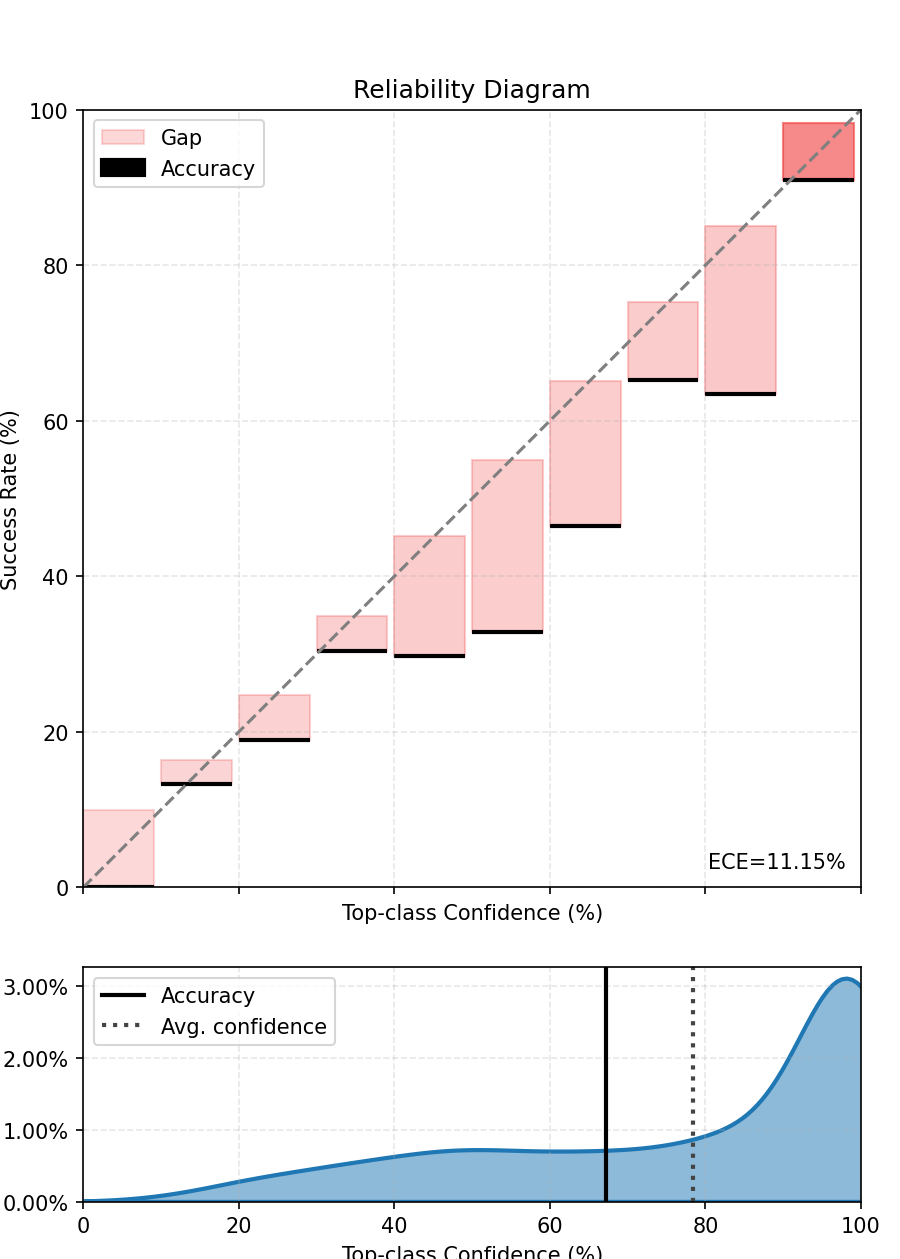 Reliability Diagram
100
80
60
40
20
0
Success Rate (%)
Gap
Accuracy
ECE=11.15%
Top-class Confidence (%)
3.00%
2.00%
1.00%
0.00%
Accuracy
Avg. confidence
0 20 40 60 80 100
Top-class Confidence (%)